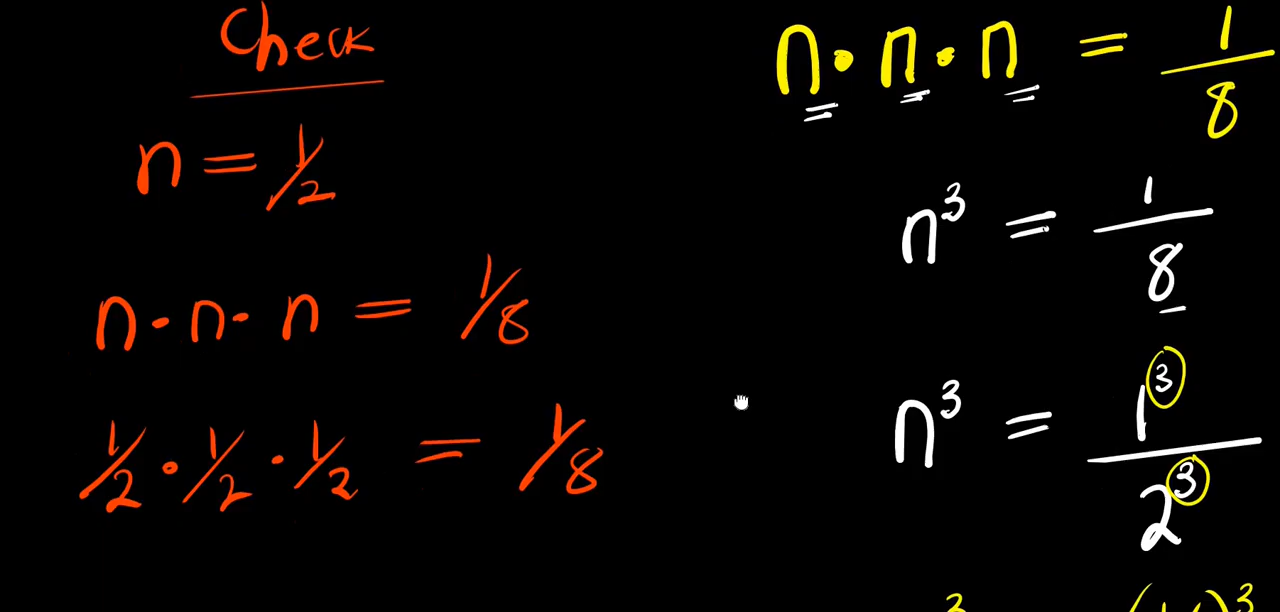 Check
n = 1/2
n · n · n = 1/8
1/2 · 1/2 · 1/2 = 1/8
n · n · n = 1/8
n³ = 1/8
n³ = 1³/2³